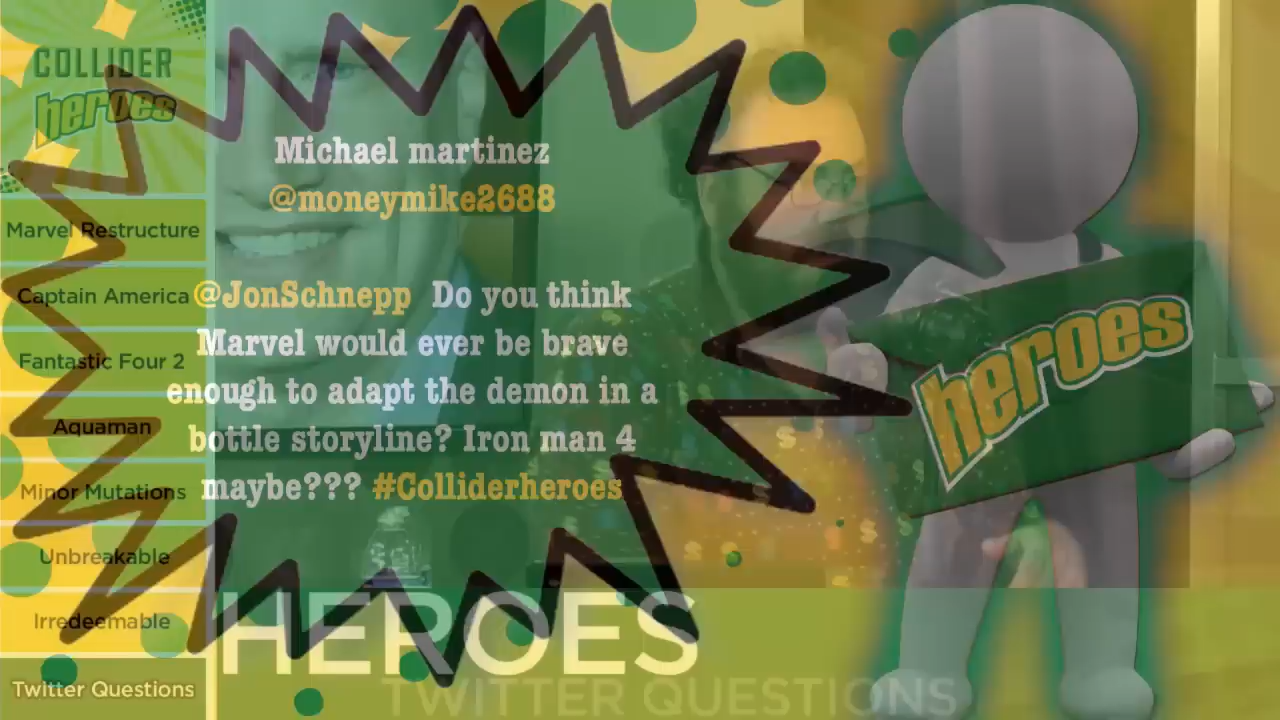 COLLIDER
heroes
Marvel Restructure
Captain America
Fantastic Four 2
Aquaman
Minor Mutations
Unbreakable
Irredeemable
Twitter Questions
Michael martinez
@moneymike2688
@JonSchnepp Do you think
Marvel would ever be brave
enough to adapt the demon in a
bottle storyline? Iron man 4
maybe??? #Colliderheroes
heroes
HEROES
TWITTER QUESTIONS